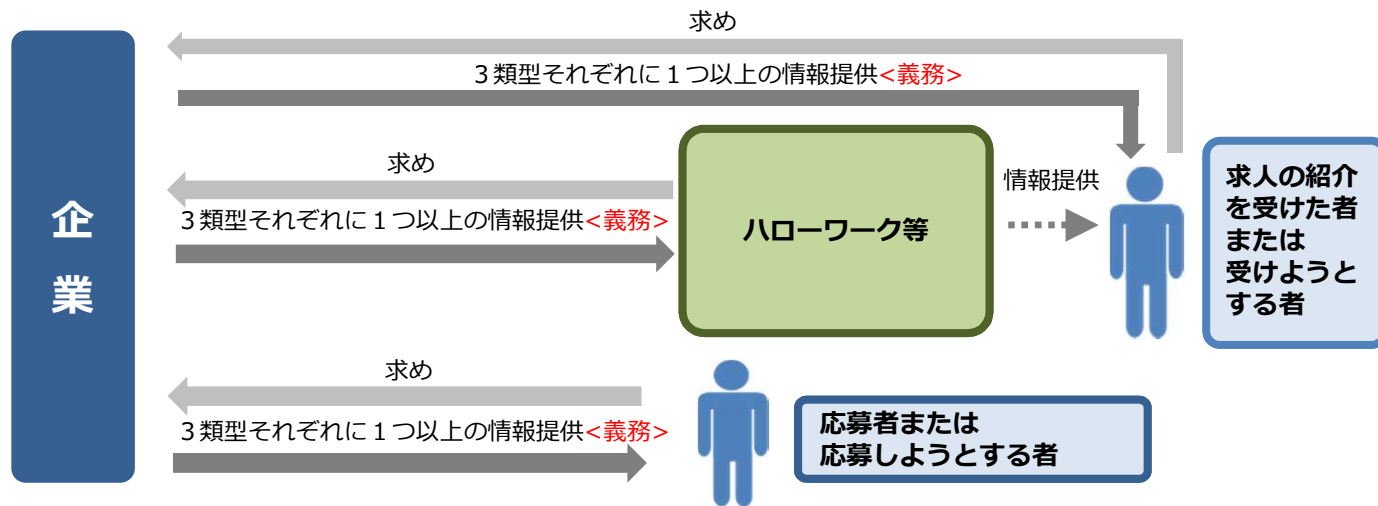 求め
3類型それぞれに1つ以上の情報提供<義務>
企
業
求め
3類型それぞれに1つ以上の情報提供<義務>
ハローワーク等
情報提供
求人の紹介
を受けた者
または
受けようと
する者
求め
3類型それぞれに1つ以上の情報提供<義務>
応募者または
応募しようとする者